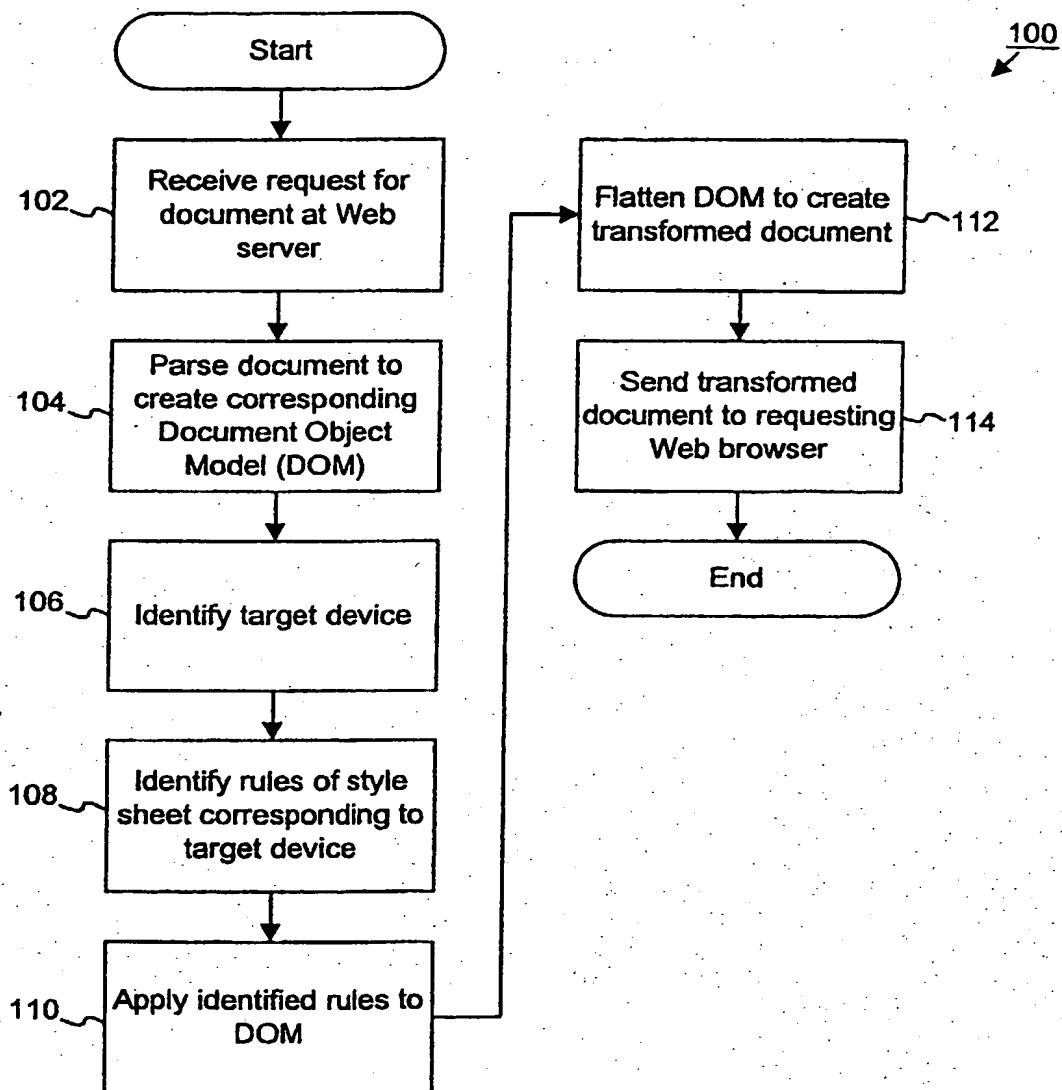 100
Start
102
Receive request for
document at Web
server
104
Parse document to
create corresponding
Document Object
Model (DOM)
106
Identify target device
108
Identify rules of style
sheet corresponding to
target device
110
Apply identified rules to
DOM
Flatten DOM to create
transformed document
112
Send transformed
document to requesting
Web browser
114
End